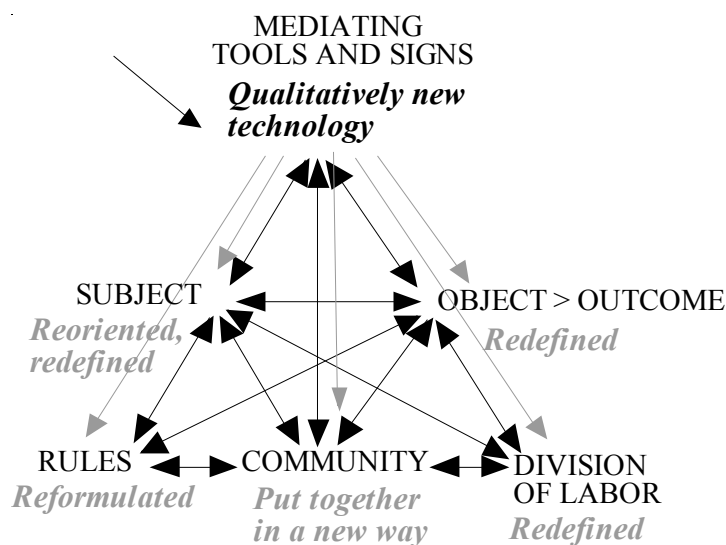 MEDIATING
TOOLS AND SIGNS
Qualitatively new
technology
SUBJECT
Reoriented,
redefined
OBJECT > OUTCOME
Redefined
RULES
Reformulated
COMMUNITY
Put together
in a new way
DIVISION
OF LABOR
Redefined